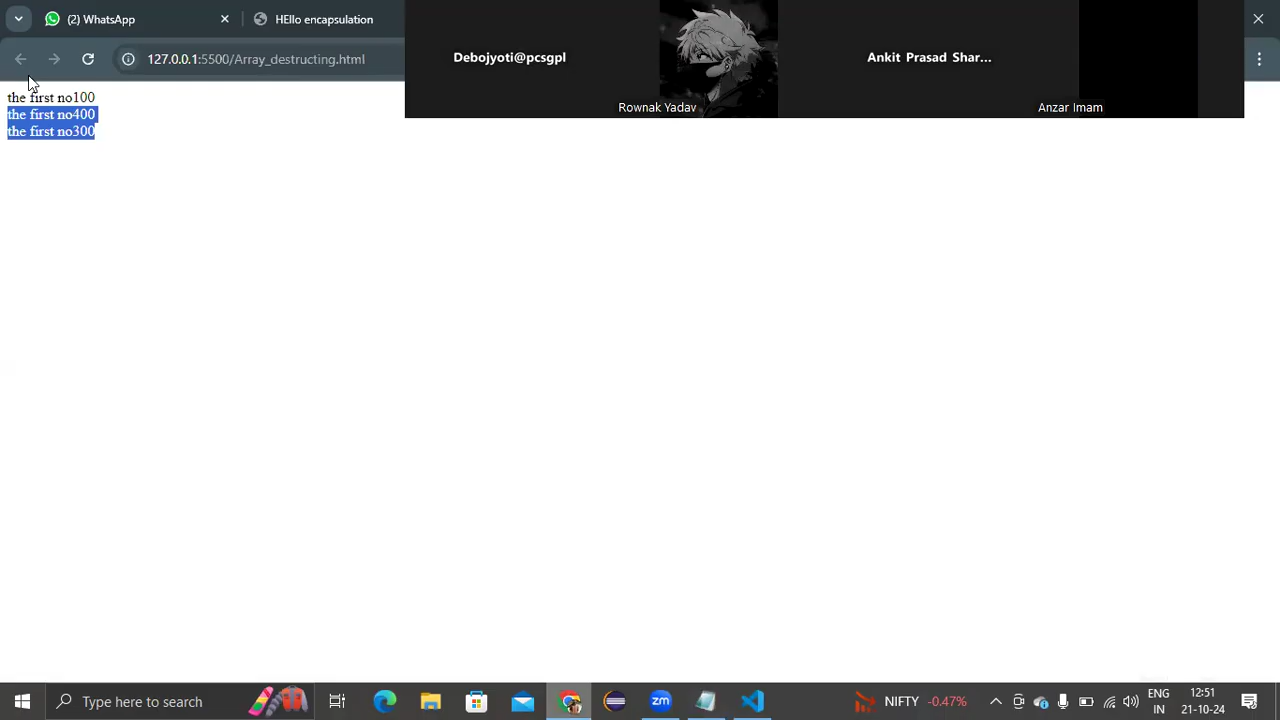 (2) WhatsApp
HEllo encapsulation
127.0.0.1:5500/Array_destructing.html
Debojyoti@pcsgpl
Ankit Prasad Shar...
Rownak Yadav
Anzar Imam
the first no100
the first no400
the first no300
Type here to search
zm
NIFTY -0.47%
ENG
IN
12:51
21-10-24